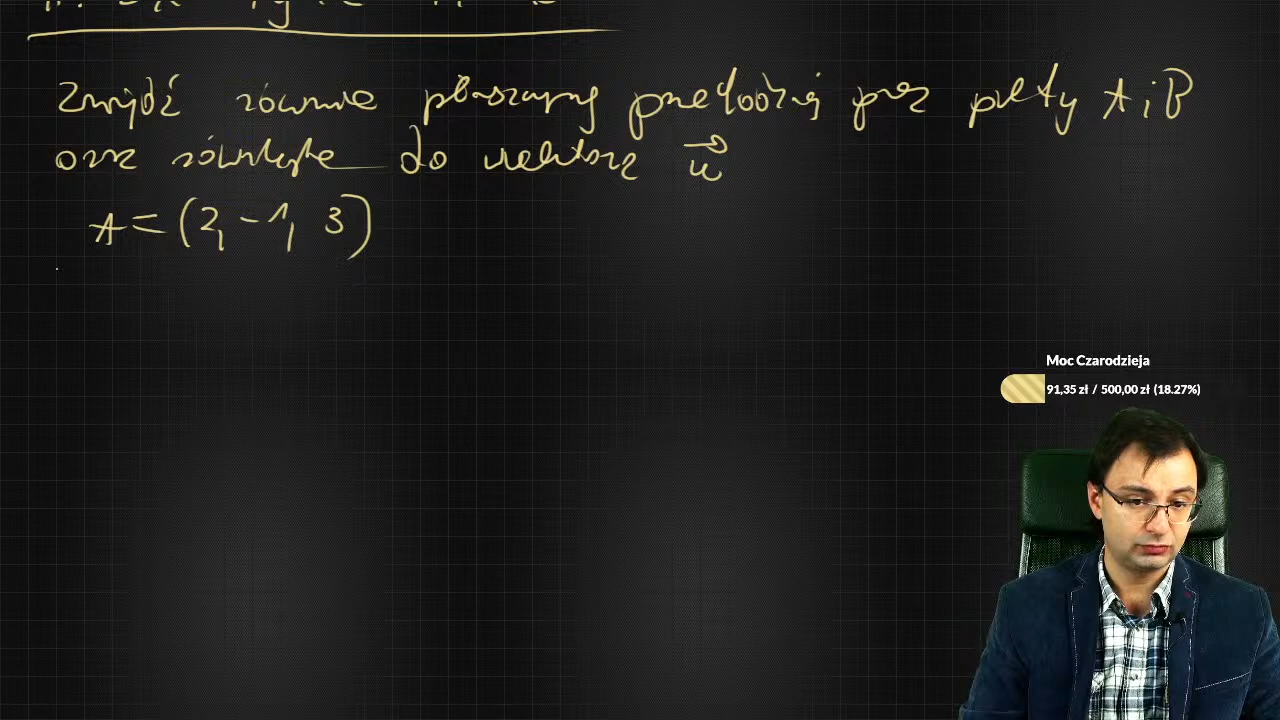 Znajdź równanie płaszczyzny przechodzącej przez punkty A i B
oraz równoległe do wektora u
A = (2, -1, 3)
Moc Czarodzieja
91,35 zł / 500,00 zł (18.27%)